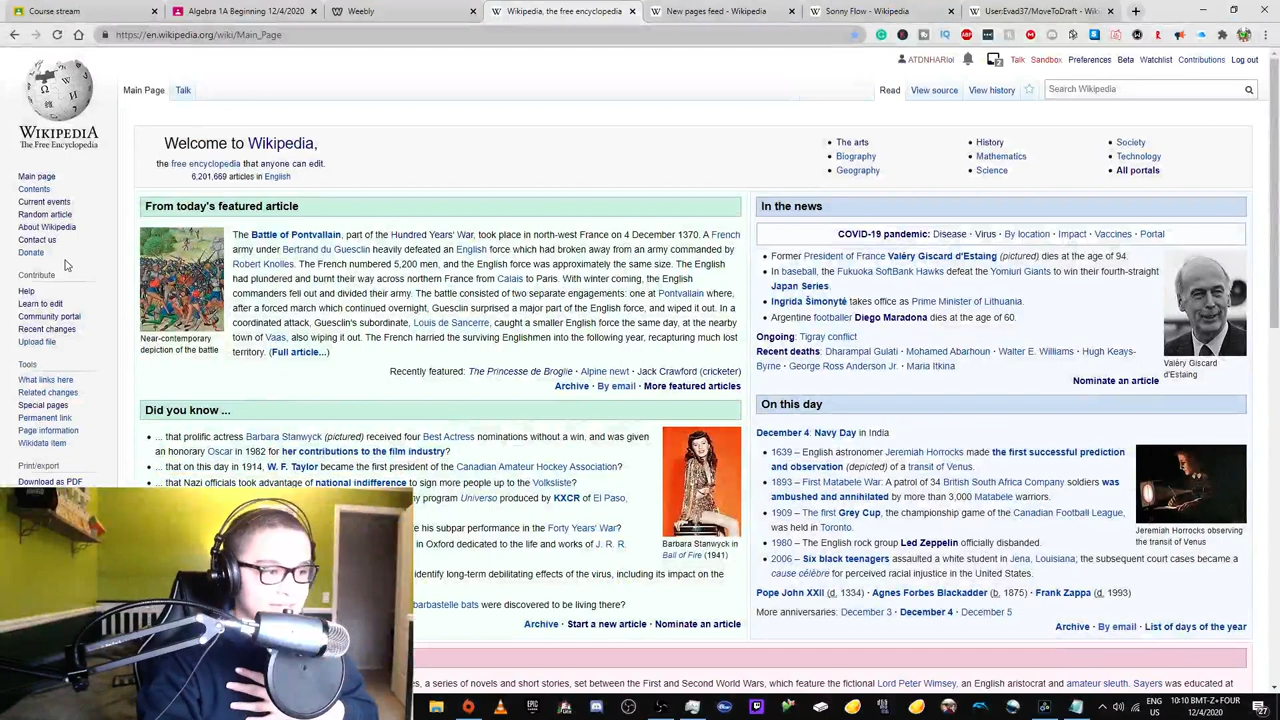 Course stream
Algebra 1A Beginning 12/4/2020
Weebly
Wikipedia, the free encyclopedia
New pages feed - Wikipedia
Sonny Flow - Wikipedia
User:Evad37/MoveToDraft - Wiki
https://en.wikipedia.org/wiki/Main_Page
Talk Sandbox Preferences Beta Watchlist Contributions Log out
Main Page Talk
Read View source View history
Search Wikipedia
WIKIPEDIA
The Free Encyclopedia
Main page
Contents
Current events
Random article
About Wikipedia
Contact us
Donate
Contribute
Help
Learn to edit
Community portal
Recent changes
Upload file
Tools
What links here
Related changes
Special pages
Permanent link
Page information
Wikidata item
Print/export
Download as PDF
Welcome to Wikipedia,
the free encyclopedia that anyone can edit.
6,201,669 articles in English
The arts
Biography
Geography
History
Mathematics
Science
Society
Technology
All portals
From today's featured article
The Battle of Pontvallain, part of the Hundred Years' War, took place in north-west France on 4 December 1370. A French
army under Bertrand du Guesclin heavily defeated an English force which had broken away from an army commanded by
Robert Knolles. The French numbered 5,200 men, and the English force was approximately the same size. The English
had plundered and burnt their way across northern France from Calais to Paris. With winter coming, the English
commanders fell out and divided their army. The battle consisted of two separate engagements: one at Pontvallain where,
after a forced march which continued overnight, Guesclin surprised a major part of the English force, and wiped it out. In a
coordinated attack, Guesclin's subordinate, Louis de Sancerre, caught a smaller English force the same day, at the nearby
town of Vaas, also wiping it out. The French harried the surviving Englishmen into the following year, recapturing much lost
territory. (Full article...)
Near-contemporary
depiction of the battle
Recently featured: The Princesse de Broglie · Alpine newt · Jack Crawford (cricketer)
Archive · By email · More featured articles
Did you know ...
... that prolific actress Barbara Stanwyck (pictured) received four Best Actress nominations without a win, and was given
an honorary Oscar in 1982 for her contributions to the film industry?
... that on this day in 1914, W. F. Taylor became the first president of the Canadian Amateur Hockey Association?
... that Nazi officials took advantage of national indifference to sign more people up to the Volksliste?
program Universo produced by KXCR of El Paso,
his subpar performance in the Forty Years' War?
in Oxford dedicated to the life and works of J. R. R.
identify long-term debilitating effects of the virus, including its impact on the
barbastelle bats were discovered to be living there?
Barbara Stanwyck in
Ball of Fire (1941)
Archive · Start a new article · Nominate an article
In the news
COVID-19 pandemic: Disease · Virus · By location · Impact · Vaccines · Portal
Former President of France Valéry Giscard d'Estaing (pictured) dies at the age of 94.
In baseball, the Fukuoka SoftBank Hawks defeat the Yomiuri Giants to win their fourth-straight
Japan Series.
Ingrida Šimonytė takes office as Prime Minister of Lithuania.
Argentine footballer Diego Maradona dies at the age of 60.
Ongoing: Tigray conflict
Recent deaths: Dharampal Gulati · Mohamed Abarhoun · Walter E. Williams · Hugh Keays-
Byrne · George Ross Anderson Jr. · Maria Itkina
Valéry Giscard
d'Estaing
Nominate an article
On this day
December 4: Navy Day in India
1639 – English astronomer Jeremiah Horrocks made the first successful prediction
and observation (depicted) of a transit of Venus.
1893 – First Matabele War: A patrol of 34 British South Africa Company soldiers was
ambushed and annihilated by more than 3,000 Matabele warriors.
1909 – The first Grey Cup, the championship game of the Canadian Football League,
was held in Toronto.
1980 – The English rock group Led Zeppelin officially disbanded.
2006 – Six black teenagers assaulted a white student in Jena, Louisiana; the subsequent court cases became a
cause célèbre for perceived racial injustice in the United States.
Jeremiah Horrocks observing
the transit of Venus
Pope John XXII (d. 1334) · Agnes Forbes Blackadder (b. 1875) · Frank Zappa (d. 1993)
More anniversaries: December 3 · December 4 · December 5
Archive · By email · List of days of the year
, a series of novels and short stories, set between the First and Second World Wars, which feature the fictional Lord Peter Wimsey, an English aristocrat and amateur sleuth. Sayers was educated at
ENG
US
10:10 BMT-Z+FOUR
12/4/2020